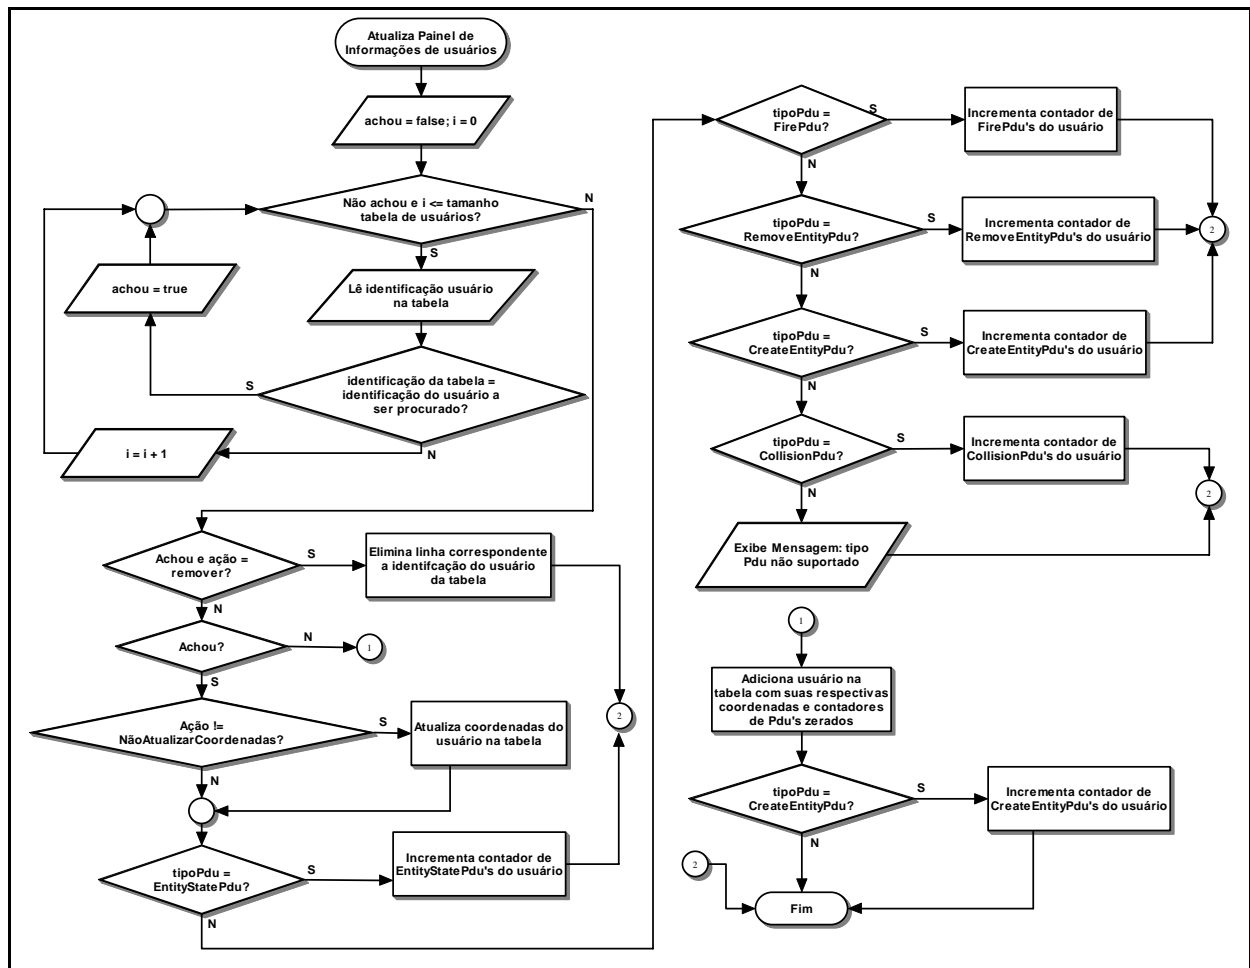 Atualiza Painel de
Informações de usuários
achou = false; i = 0
Não achou e i <= tamanho
tabela de usuários?
N
S
Lê identificação usuário
na tabela
achou = true
identificação da tabela =
identificação do usuário a
ser procurado?
S
N
i = i + 1
Achou e ação =
remover?
S
Elimina linha correspondente
a identifcação do usuário
da tabela
N
Achou?
N
1
S
Ação !=
NãoAtualizarCoordenadas?
S
Atualiza coordenadas do
usuário na tabela
2
N
tipoPdu =
EntityStatePdu?
S
Incrementa contador de
EntityStatePdu's do usuário
N
tipoPdu =
FirePdu?
S
Incrementa contador de
FirePdu's do usuário
N
tipoPdu =
RemoveEntityPdu?
S
Incrementa contador de
RemoveEntityPdu's do usuário
2
N
tipoPdu =
CreateEntityPdu?
S
Incrementa contador de
CreateEntityPdu's do usuário
N
tipoPdu =
CollisionPdu?
S
Incrementa contador de
CollisionPdu's do usuário
2
N
Exibe Mensagem: tipo
Pdu não suportado
1
Adiciona usuário na
tabela com suas respectivas
coordenadas e contadores
de Pdu's zerados
tipoPdu =
CreateEntityPdu?
S
Incrementa contador de
CreateEntityPdu's do usuário
N
2
Fim